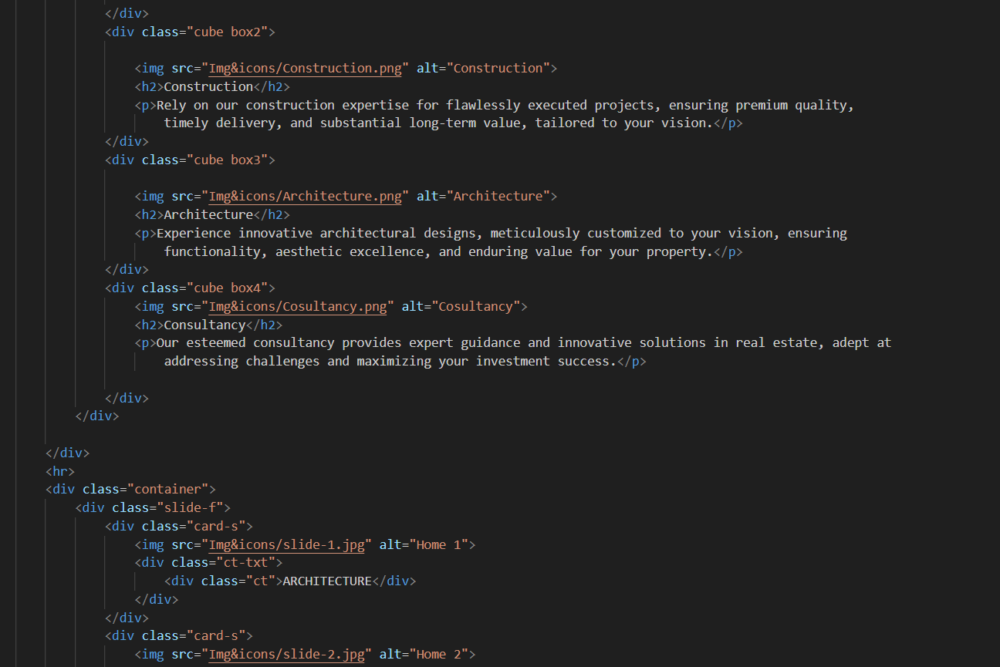 </div>
<div class="cube box2">
<img src="Img&icons/Construction.png" alt="Construction">
<h2>Construction</h2>
<p>Rely on our construction expertise for flawlessly executed projects, ensuring premium quality,
timely delivery, and substantial long-term value, tailored to your vision.</p>
</div>
<div class="cube box3">
<img src="Img&icons/Architecture.png" alt="Architecture">
<h2>Architecture</h2>
<p>Experience innovative architectural designs, meticulously customized to your vision, ensuring
functionality, aesthetic excellence, and enduring value for your property.</p>
</div>
<div class="cube box4">
<img src="Img&icons/Cosultancy.png" alt="Cosultancy">
<h2>Consultancy</h2>
<p>Our esteemed consultancy provides expert guidance and innovative solutions in real estate, adept at
addressing challenges and maximizing your investment success.</p>
</div>
</div>
</div>
<hr>
<div class="container">
<div class="slide-f">
<div class="card-s">
<img src="Img&icons/slide-1.jpg" alt="Home 1">
<div class="ct-txt">
<div class="ct">ARCHITECTURE</div>
</div>
</div>
<div class="card-s">
<img src="Img&icons/slide-2.jpg" alt="Home 2">